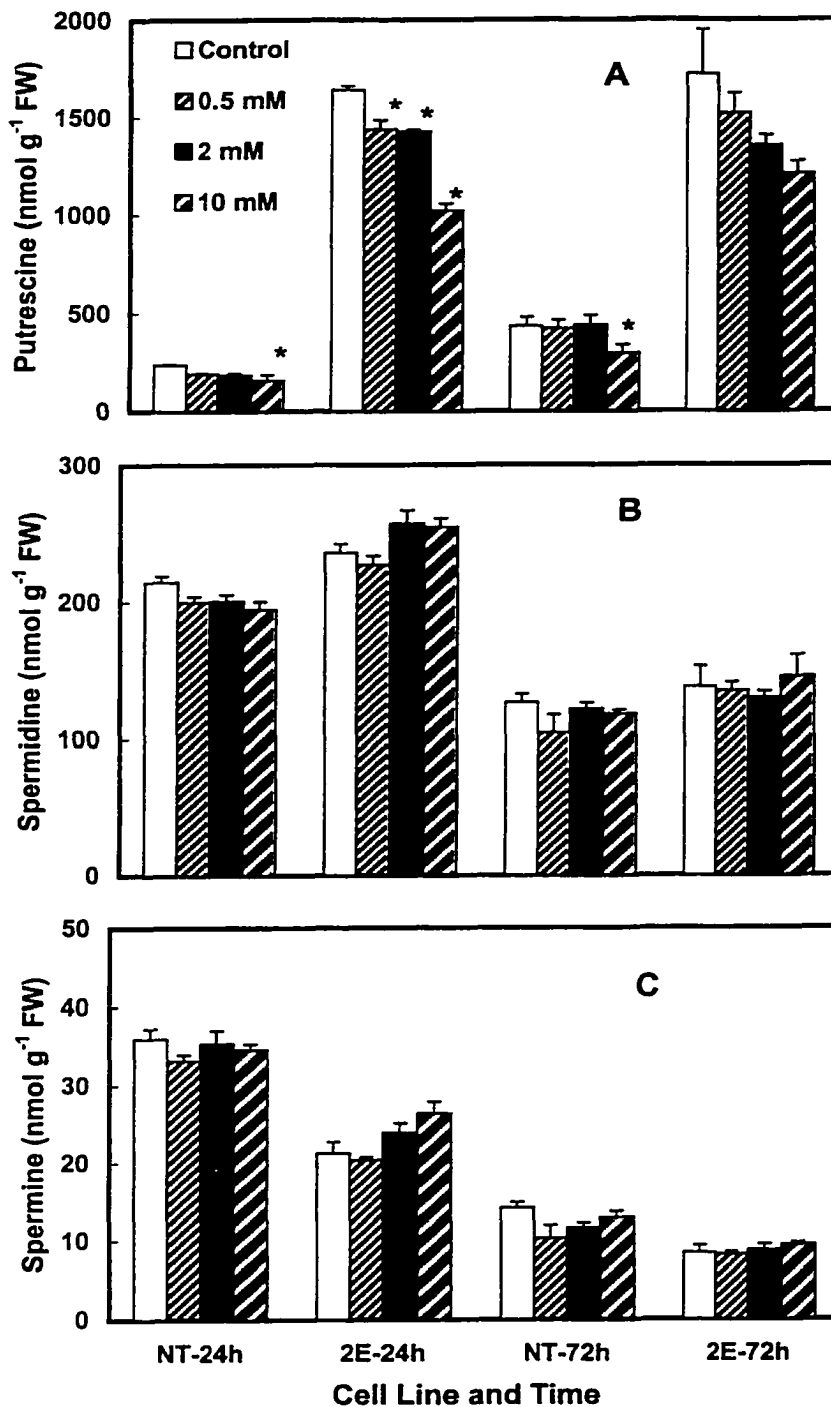 2000
1500
1000
500
0
Putrescine (nmol g⁻¹ FW)
Control
0.5 mM
2 mM
10 mM
A
* * *
*
*
300
200
100
0
Spermidine (nmol g⁻¹ FW)
B
50
40
30
20
10
0
Spermine (nmol g⁻¹ FW)
C
NT-24h 2E-24h NT-72h 2E-72h
Cell Line and Time